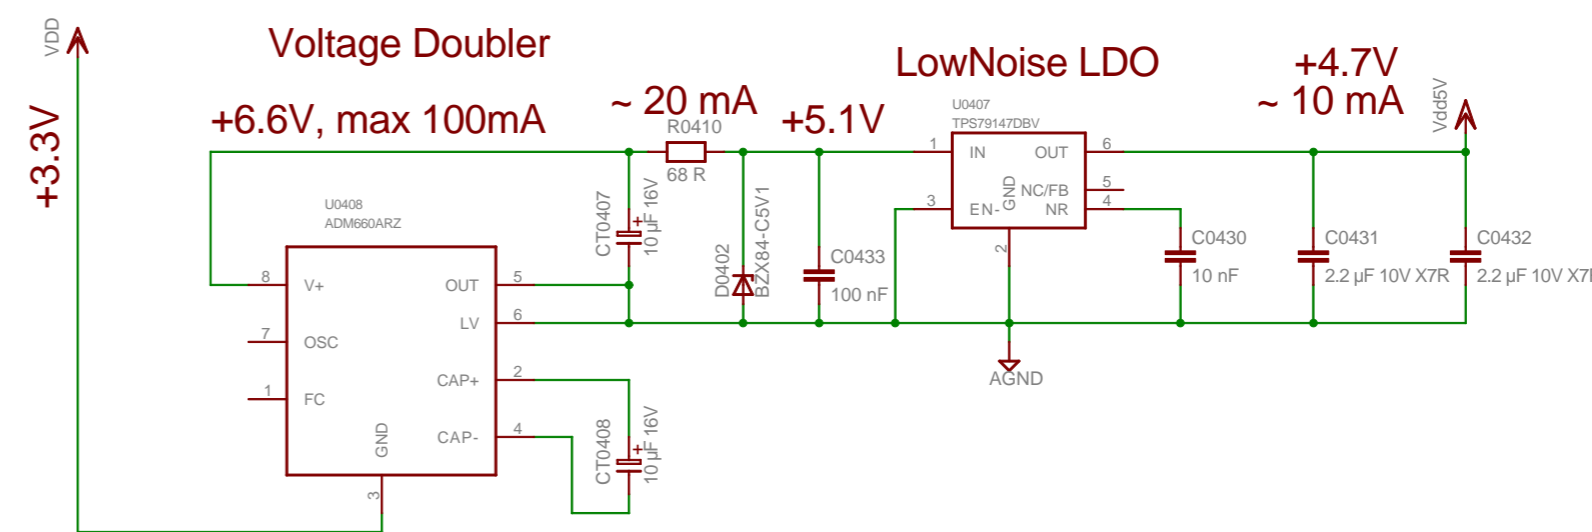 VDD
+3.3V
Voltage Doubler
+6.6V, max 100mA
~ 20 mA
R0410
68 R
+5.1V
LowNoise LDO
U0407
TPS79147DBV
+4.7V
~ 10 mA
Vdd5V
1 IN OUT 6
NC/FB 5
3 EN- GND NR 4
2
U0408
ADM660ARZ
8 V+ OUT 5
LV 6
7 OSC
CAP+ 2
1 FC
CAP- 4
GND
3
CT0407
+
10 µF 16V
CT0408
+
10 µF 16V
D0402
BZX84-C5V1
C0433
100 nF
AGND
C0430
10 nF
C0431
2.2 µF 10V X7R
C0432
2.2 µF 10V X7